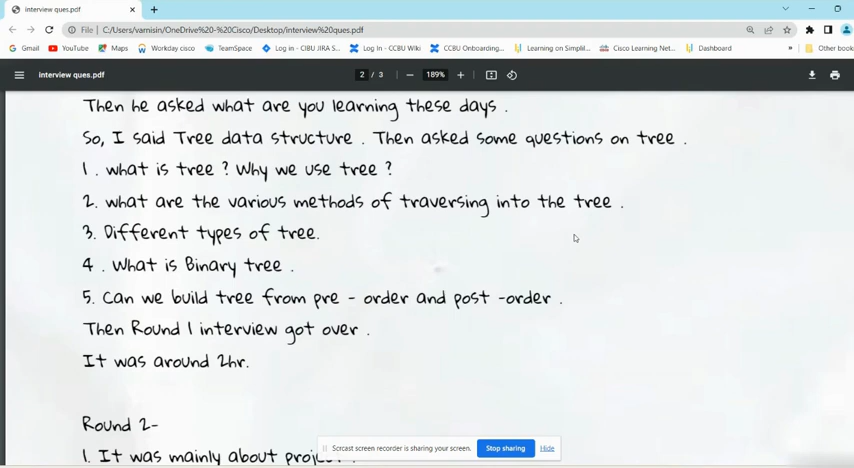 interview ques.pdf
File | C:/Users/varnisin/OneDrive%20-%20Cisco/Desktop/interview%20ques.pdf
Gmail YouTube Maps Workday cisco TeamSpace Log in - CIBU JIRA S... Log In - CCBU Wiki CCBU Onboarding... Learning on Simplil... Cisco Learning Net... Dashboard » Other book
interview ques.pdf 2 / 3 189%
Then he asked what are you learning these days .
So, I said Tree data structure . Then asked some questions on tree .
1 . what is tree ? Why we use tree ?
2. what are the various methods of traversing into the tree .
3. Different types of tree.
4 . What is Binary tree .
5. Can we build tree from pre - order and post -order .
Then Round 1 interview got over .
It was around 2hr.
Round 2-
1. It was mainly about project .
Scrcast screen recorder is sharing your screen. Stop sharing Hide